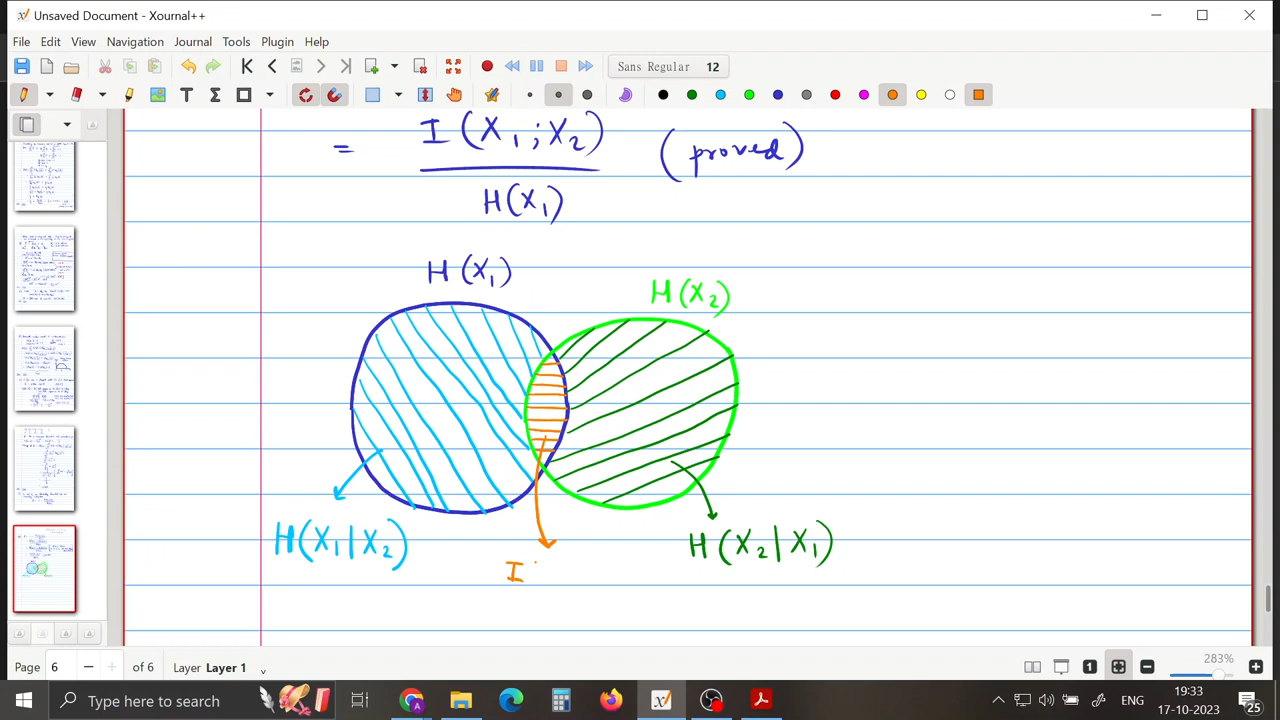 Unsaved Document - Xournal++
File Edit View Navigation Journal Tools Plugin Help
Sans Regular 12
= I (X₁ ; X₂) / H(X₁) (proved)
H (X₁)
H (X₂)
H(X₁ | X₂)
H (X₂ | X₁)
I
Page 6 of 6 Layer Layer 1
283%
1
Type here to search
ENG
19:33
17-10-2023
25